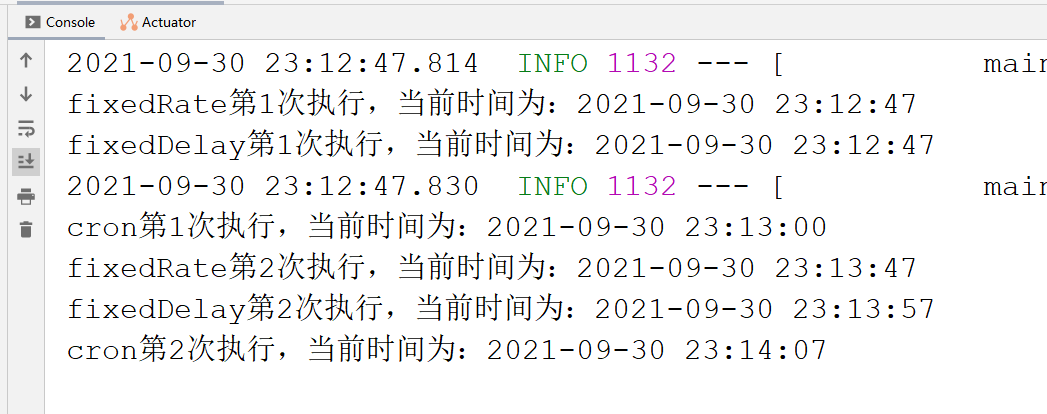 Console Actuator
2021-09-30 23:12:47.814  INFO 1132 --- [           main
fixedRate第1次执行，当前时间为：2021-09-30 23:12:47
fixedDelay第1次执行，当前时间为：2021-09-30 23:12:47
2021-09-30 23:12:47.830  INFO 1132 --- [           main
cron第1次执行，当前时间为：2021-09-30 23:13:00
fixedRate第2次执行，当前时间为：2021-09-30 23:13:47
fixedDelay第2次执行，当前时间为：2021-09-30 23:13:57
cron第2次执行，当前时间为：2021-09-30 23:14:07